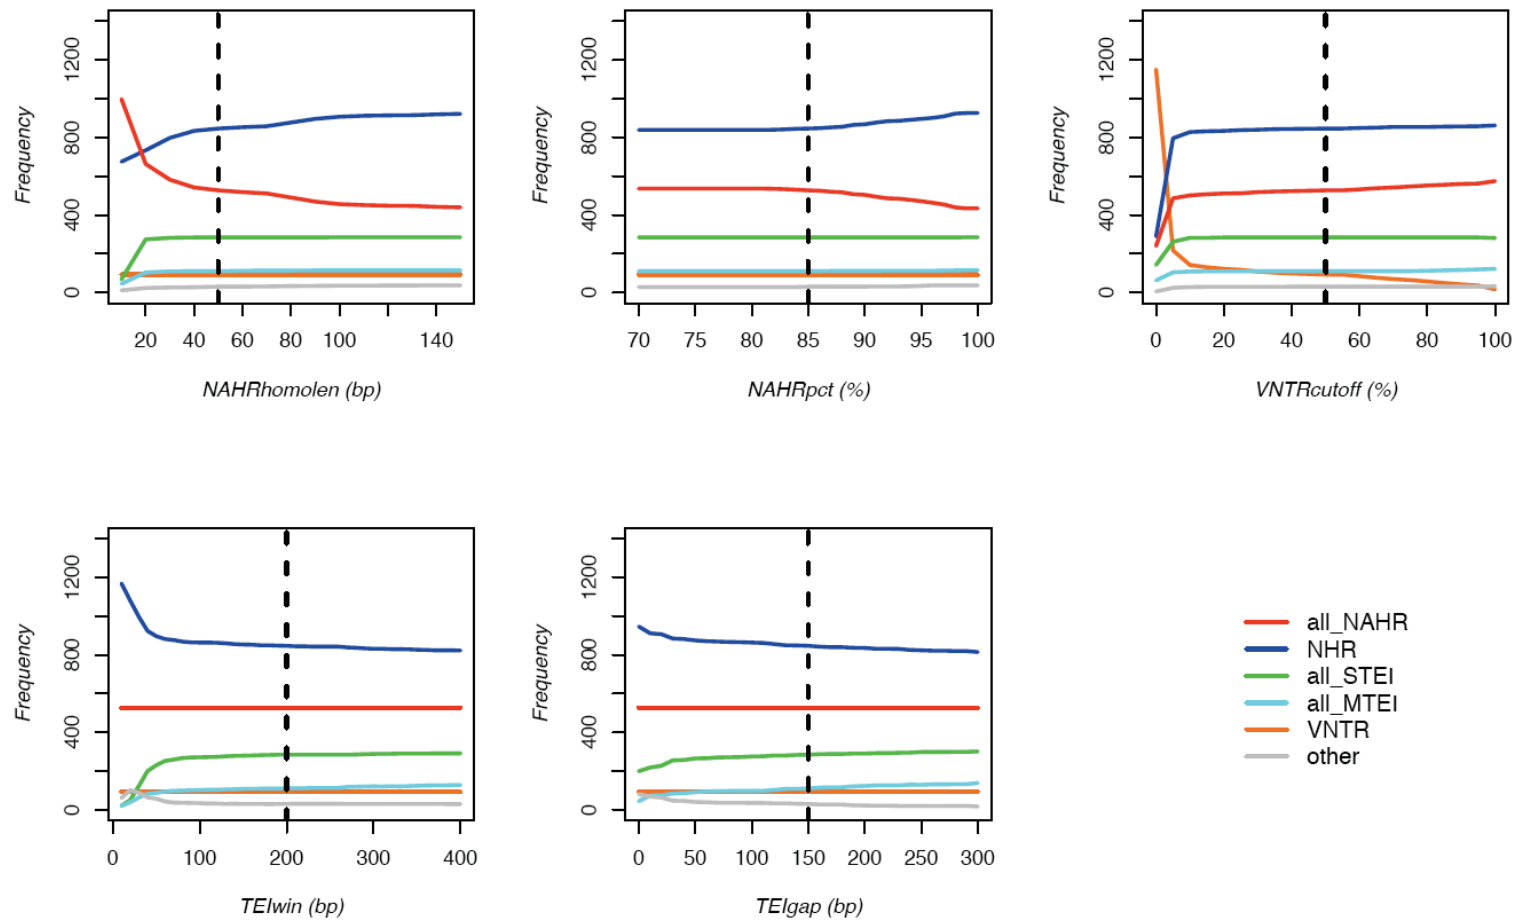 Frequency
0 400 800 1200
20 40 60 80 100 140
NAHRhomolen (bp)
Frequency
0 400 800 1200
70 75 80 85 90 95 100
NAHRpct (%)
Frequency
0 400 800 1200
0 20 40 60 80 100
VNTRcutoff (%)
Frequency
0 400 800 1200
0 100 200 300 400
TEIwin (bp)
Frequency
0 400 800 1200
0 50 100 150 200 250 300
TEIgap (bp)
all_NAHR
NHR
all_STEI
all_MTEI
VNTR
other